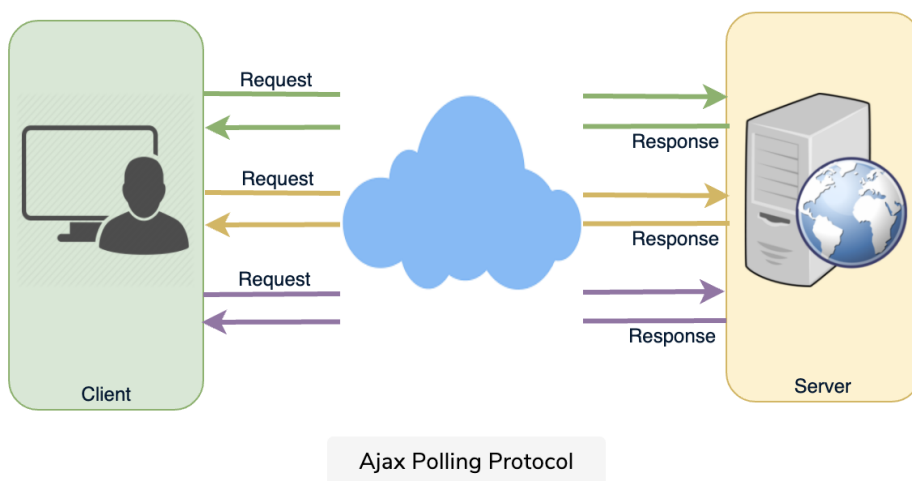 Request
Response
Request
Response
Request
Response
Client
Server
Ajax Polling Protocol